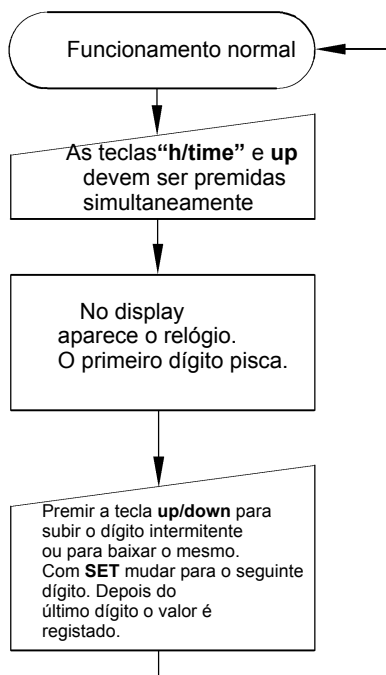 Funcionamento normal
As teclas“h/time” e up
devem ser premidas
simultaneamente
No display
aparece o relógio.
O primeiro dígito pisca.
Premir a tecla up/down para
subir o dígito intermitente
ou para baixar o mesmo.
Com SET mudar para o seguinte
dígito. Depois do
último dígito o valor é
registado.